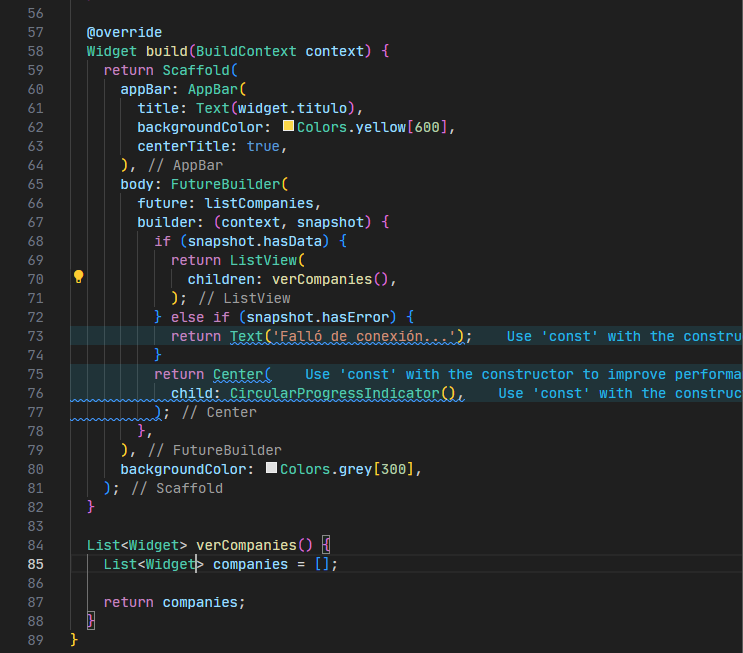 56
57 @override
58 Widget build(BuildContext context) {
59 return Scaffold(
60 appBar: AppBar(
61 title: Text(widget.titulo),
62 backgroundColor: Colors.yellow[600],
63 centerTitle: true,
64 ), // AppBar
65 body: FutureBuilder(
66 future: listCompanies,
67 builder: (context, snapshot) {
68 if (snapshot.hasData) {
69 return ListView(
70 children: verCompanies(),
71 ); // ListView
72 } else if (snapshot.hasError) {
73 return Text('Falló de conexión...'); Use 'const' with the constru
74 }
75 return Center( Use 'const' with the constructor to improve performa
76 child: CircularProgressIndicator(), Use 'const' with the construc
77 ); // Center
78 },
79 ), // FutureBuilder
80 backgroundColor: Colors.grey[300],
81 ); // Scaffold
82 }
83
84 List<Widget> verCompanies() {
85 List<Widget> companies = [];
86
87 return companies;
88 }
89 }